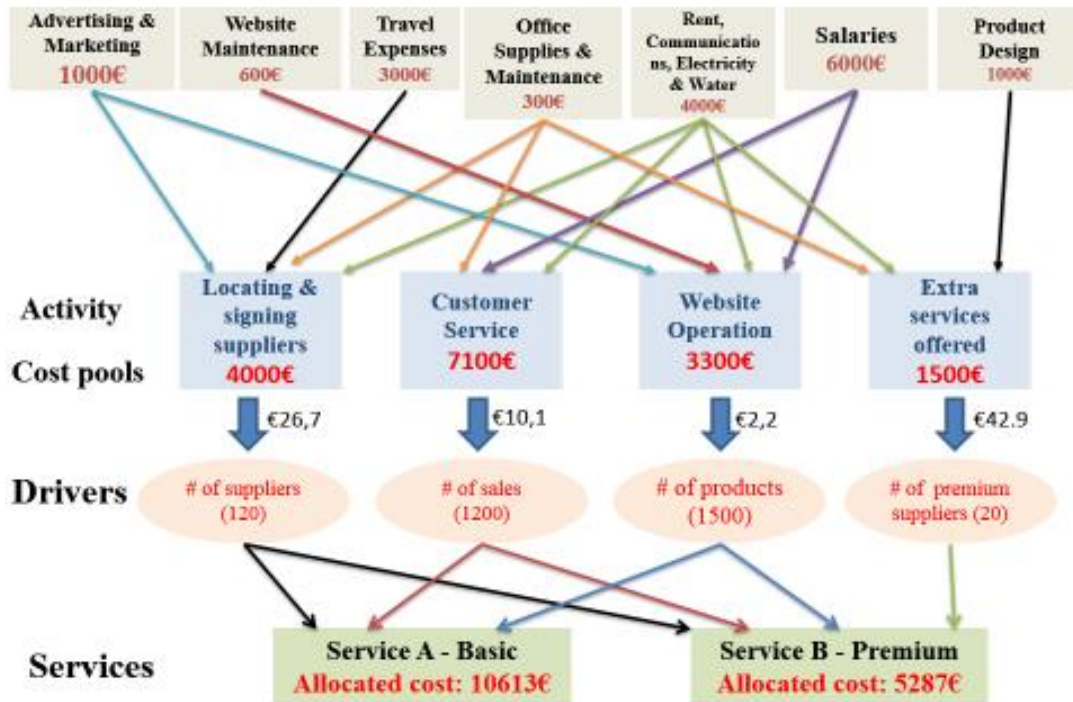 Advertising &
Marketing
1000€
Website
Maintenance
600€
Travel
Expenses
3000€
Office
Supplies &
Maintenance
300€
Rent,
Communicatio
ns, Electricity
& Water
4000€
Salaries
6000€
Product
Design
1000€
Activity
Cost pools
Locating &
signing
suppliers
4000€
Customer
Service
7100€
Website
Operation
3300€
Extra
services
offered
1500€
€26,7
€10,1
€2,2
€42.9
Drivers
# of suppliers
(120)
# of sales
(1200)
# of products
(1500)
# of premium
suppliers (20)
Services
Service A - Basic
Allocated cost: 10613€
Service B - Premium
Allocated cost: 5287€